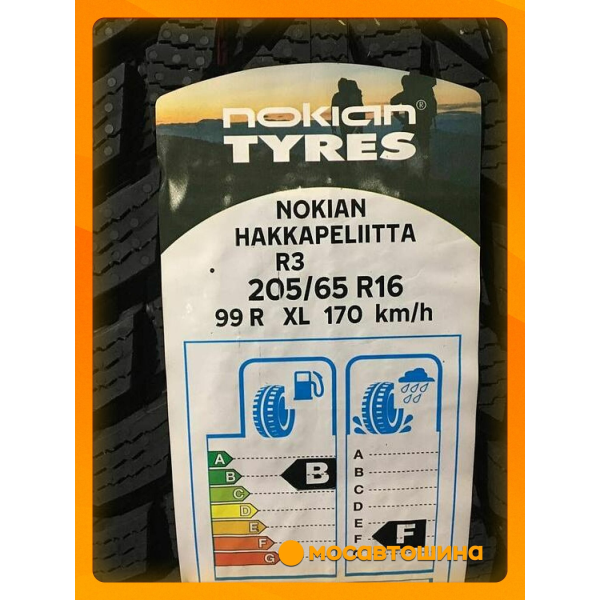 nokian®
TYRES
NOKIAN
HAKKAPELIITTA
R3
205/65 R16
99 R XL 170 km/h
A
B
C
D
E
F
G
B
A
B
C
D
E
F
F
мосавтошина